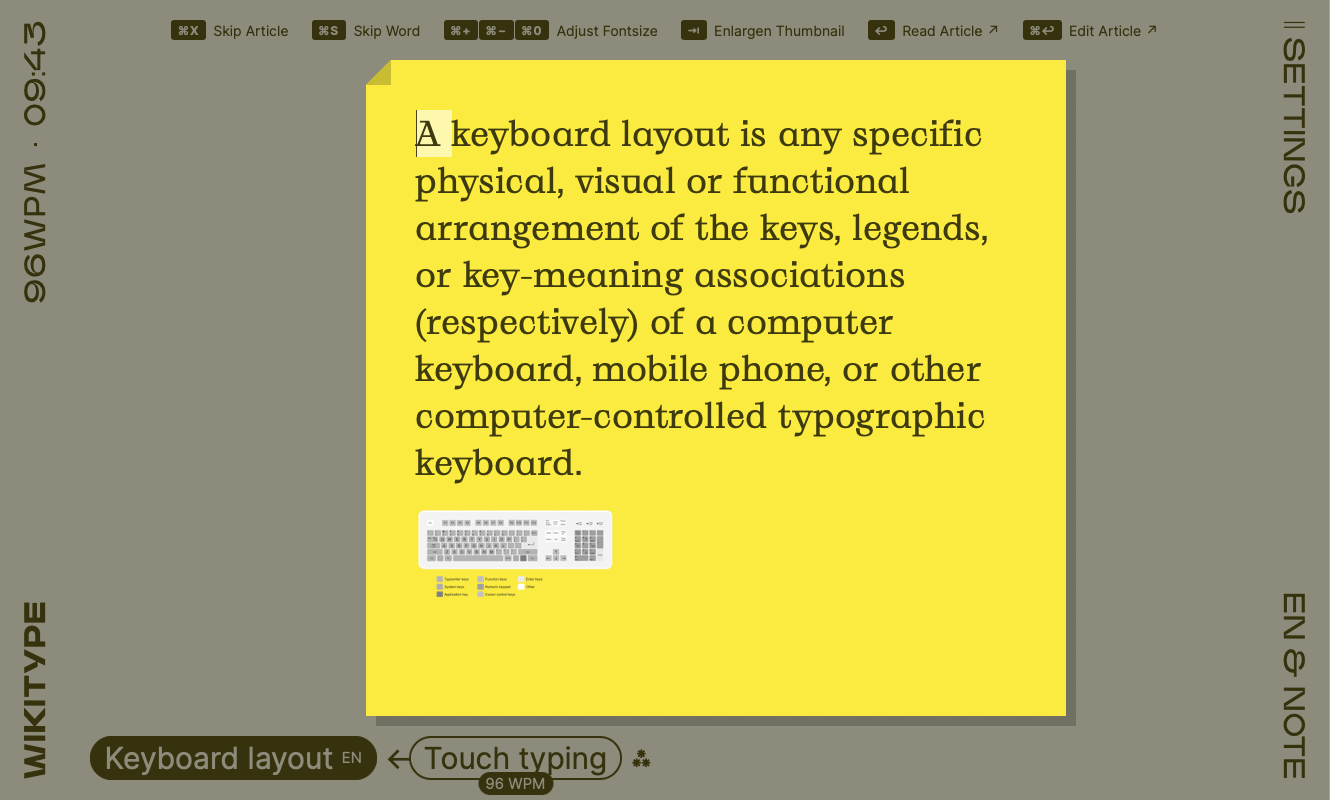 ⌘X Skip Article ⌘S Skip Word ⌘+ ⌘− ⌘0 Adjust Fontsize ⇥ Enlargen Thumbnail ↩ Read Article ↗ ⌘↩ Edit Article ↗
96WPM · 09:43
SETTINGS
A keyboard layout is any specific
physical, visual or functional
arrangement of the keys, legends,
or key-meaning associations
(respectively) of a computer
keyboard, mobile phone, or other
computer-controlled typographic
keyboard.
Typewriter keys Function keys Enter keys
System keys Numeric keypad Other
Application key Cursor control keys
WIKITYPE
EN & NOTE
Keyboard layout EN ← Touch typing
96 WPM